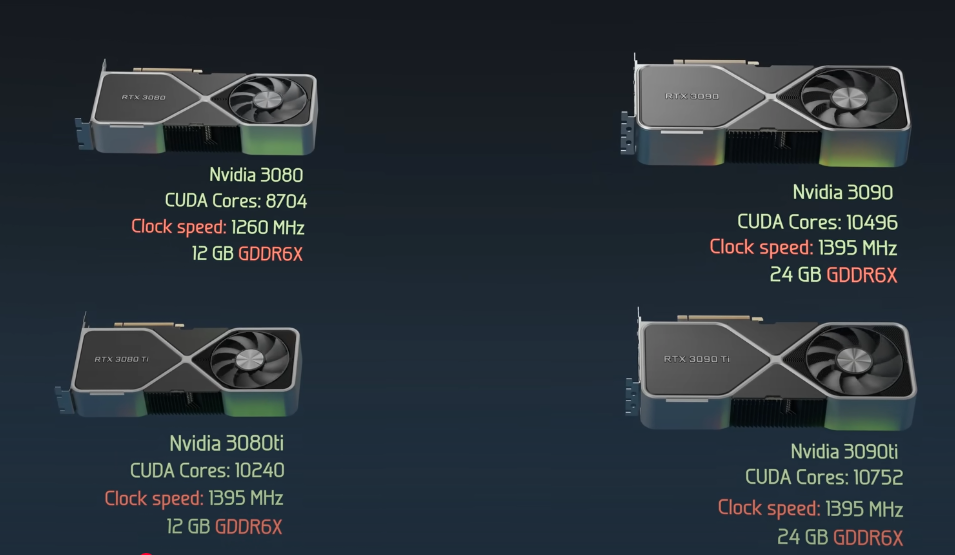 RTX 3080
Nvidia 3080
CUDA Cores: 8704
Clock speed: 1260 MHz
12 GB GDDR6X
RTX 3090
Nvidia 3090
CUDA Cores: 10496
Clock speed: 1395 MHz
24 GB GDDR6X
RTX 3080 Ti
Nvidia 3080ti
CUDA Cores: 10240
Clock speed: 1395 MHz
12 GB GDDR6X
RTX 3090 Ti
Nvidia 3090ti
CUDA Cores: 10752
Clock speed: 1395 MHz
24 GB GDDR6X